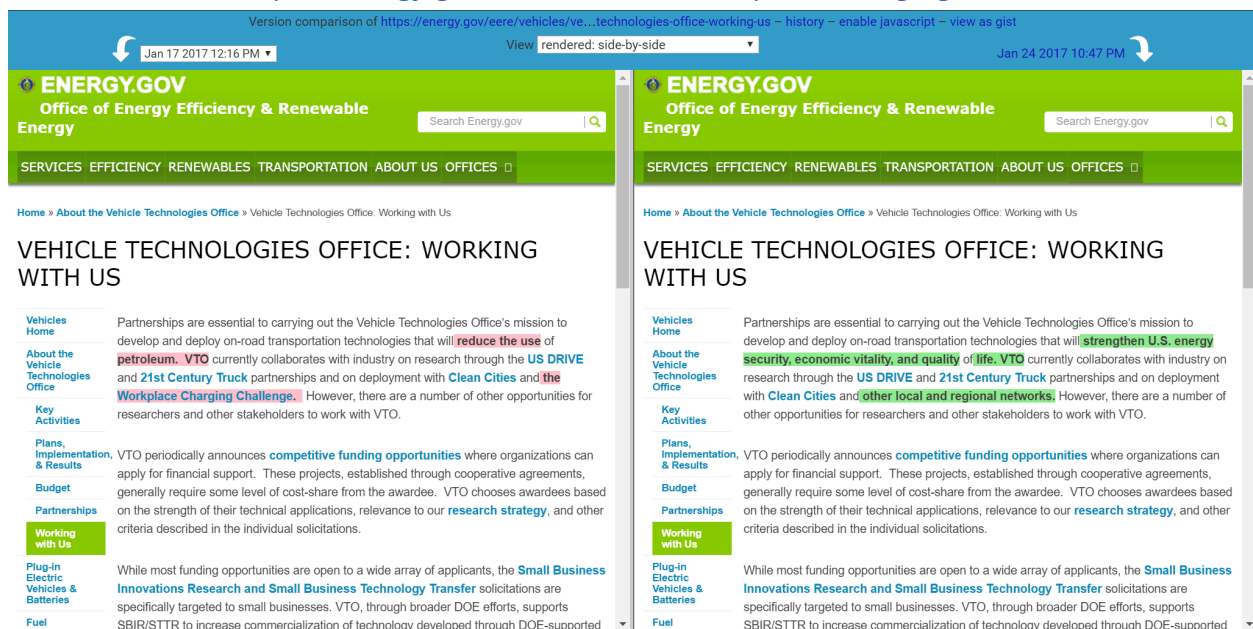 Version comparison of https://energy.gov/eere/vehicles/ve…technologies-office-working-us – history – enable javascript – view as gist
Jan 17 2017 12:16 PM ▼
View rendered: side-by-side ▼
Jan 24 2017 10:47 PM
ENERGY.GOV
Office of Energy Efficiency & Renewable
Energy
Search Energy.gov
SERVICES EFFICIENCY RENEWABLES TRANSPORTATION ABOUT US OFFICES
Home » About the Vehicle Technologies Office » Vehicle Technologies Office: Working with Us
VEHICLE TECHNOLOGIES OFFICE: WORKING
WITH US
Vehicles
Home
About the
Vehicle
Technologies
Office
Key
Activities
Plans,
Implementation,
& Results
Budget
Partnerships
Working
with Us
Plug-in
Electric
Vehicles &
Batteries
Fuel
Partnerships are essential to carrying out the Vehicle Technologies Office's mission to
develop and deploy on-road transportation technologies that will reduce the use of
petroleum. VTO currently collaborates with industry on research through the US DRIVE
and 21st Century Truck partnerships and on deployment with Clean Cities and the
Workplace Charging Challenge. However, there are a number of other opportunities for
researchers and other stakeholders to work with VTO.
VTO periodically announces competitive funding opportunities where organizations can
apply for financial support. These projects, established through cooperative agreements,
generally require some level of cost-share from the awardee. VTO chooses awardees based
on the strength of their technical applications, relevance to our research strategy, and other
criteria described in the individual solicitations.
While most funding opportunities are open to a wide array of applicants, the Small Business
Innovations Research and Small Business Technology Transfer solicitations are
specifically targeted to small businesses. VTO, through broader DOE efforts, supports
SBIR/STTR to increase commercialization of technology developed through DOE-supported
ENERGY.GOV
Office of Energy Efficiency & Renewable
Energy
Search Energy.gov
SERVICES EFFICIENCY RENEWABLES TRANSPORTATION ABOUT US OFFICES
Home » About the Vehicle Technologies Office » Vehicle Technologies Office: Working with Us
VEHICLE TECHNOLOGIES OFFICE: WORKING
WITH US
Vehicles
Home
About the
Vehicle
Technologies
Office
Key
Activities
Plans,
Implementation,
& Results
Budget
Partnerships
Working
with Us
Plug-in
Electric
Vehicles &
Batteries
Fuel
Partnerships are essential to carrying out the Vehicle Technologies Office's mission to
develop and deploy on-road transportation technologies that will strengthen U.S. energy
security, economic vitality, and quality of life. VTO currently collaborates with industry on
research through the US DRIVE and 21st Century Truck partnerships and on deployment
with Clean Cities and other local and regional networks. However, there are a number of
other opportunities for researchers and other stakeholders to work with VTO.
VTO periodically announces competitive funding opportunities where organizations can
apply for financial support. These projects, established through cooperative agreements,
generally require some level of cost-share from the awardee. VTO chooses awardees based
on the strength of their technical applications, relevance to our research strategy, and other
criteria described in the individual solicitations.
While most funding opportunities are open to a wide array of applicants, the Small Business
Innovations Research and Small Business Technology Transfer solicitations are
specifically targeted to small businesses. VTO, through broader DOE efforts, supports
SBIR/STTR to increase commercialization of technology developed through DOE-supported